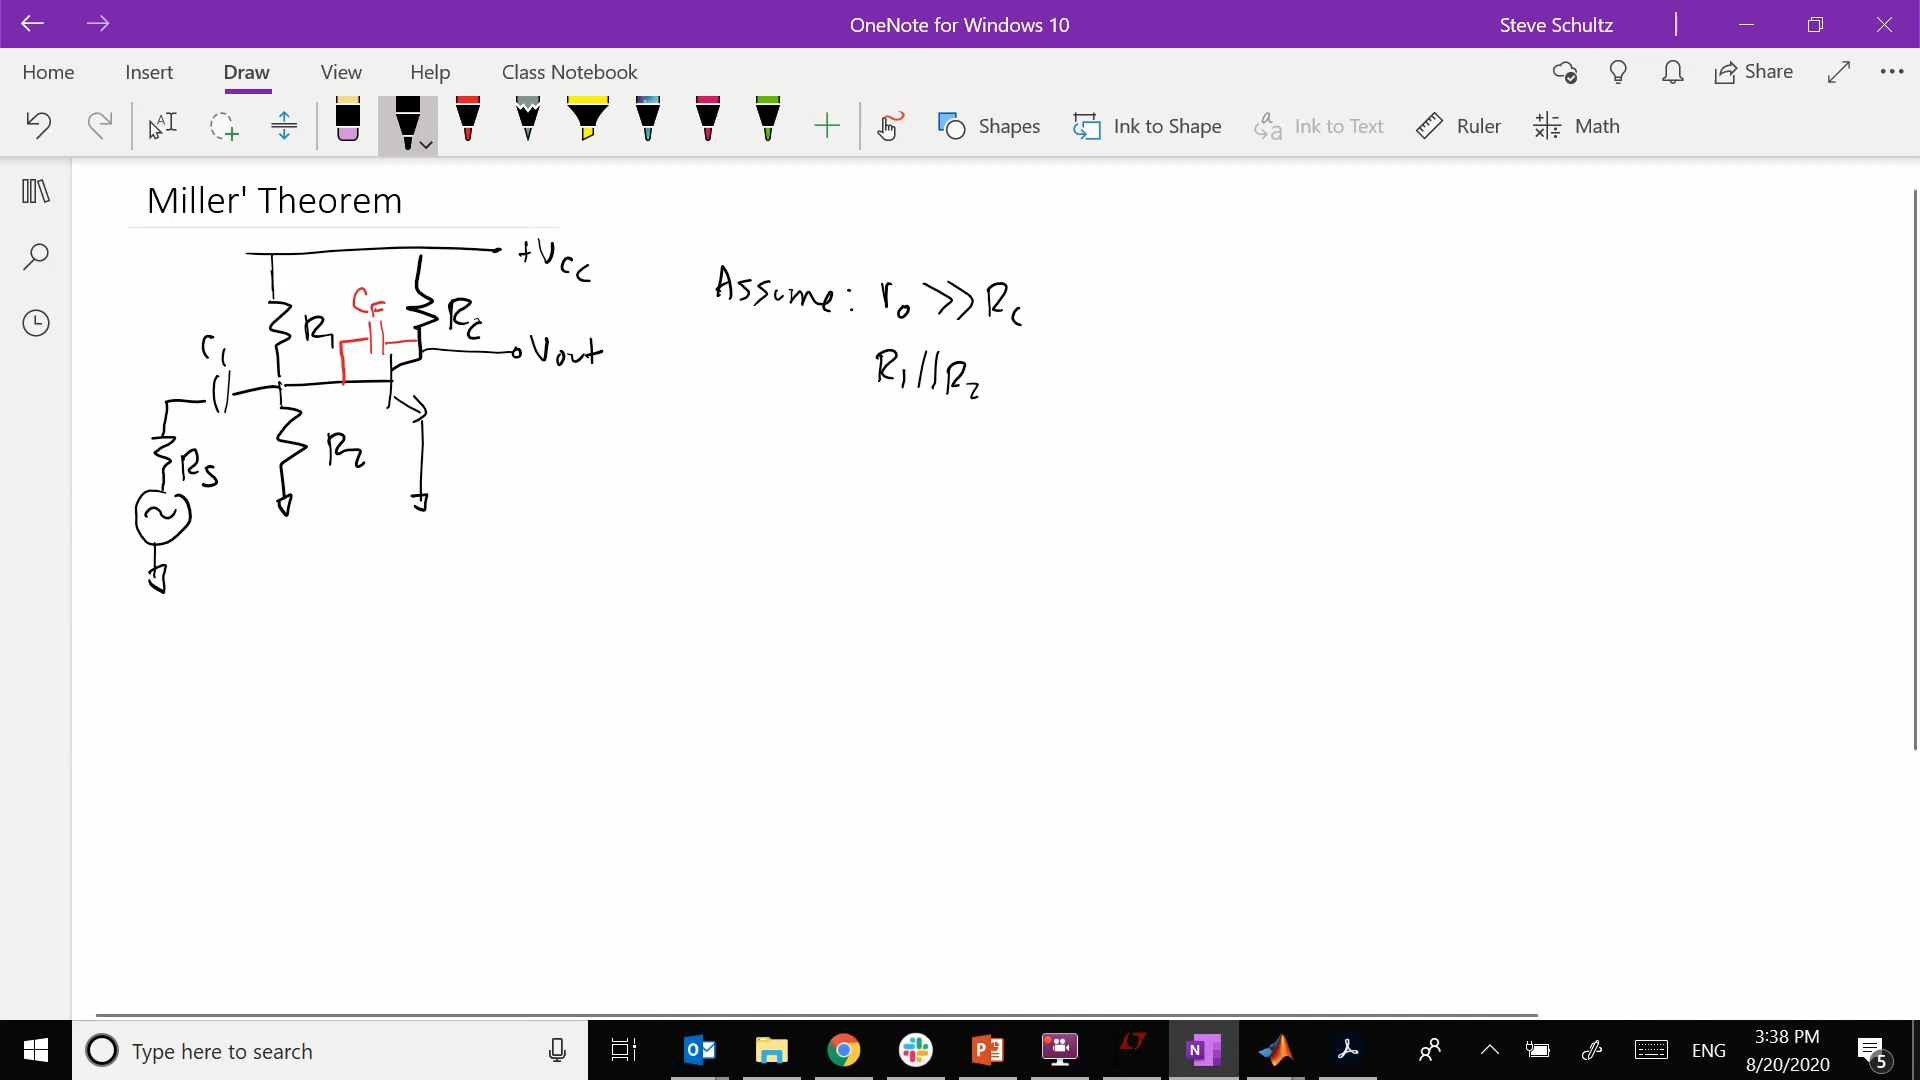 OneNote for Windows 10
Steve Schultz
Home Insert Draw View Help Class Notebook Share
Shapes Ink to Shape Ink to Text Ruler Math
Miller' Theorem
+Vcc
CF
R1
Rc
C1
Vout
Rs
R2
Assume: ro >> Rc
R1//R2
Type here to search
ENG
3:38 PM
8/20/2020
5